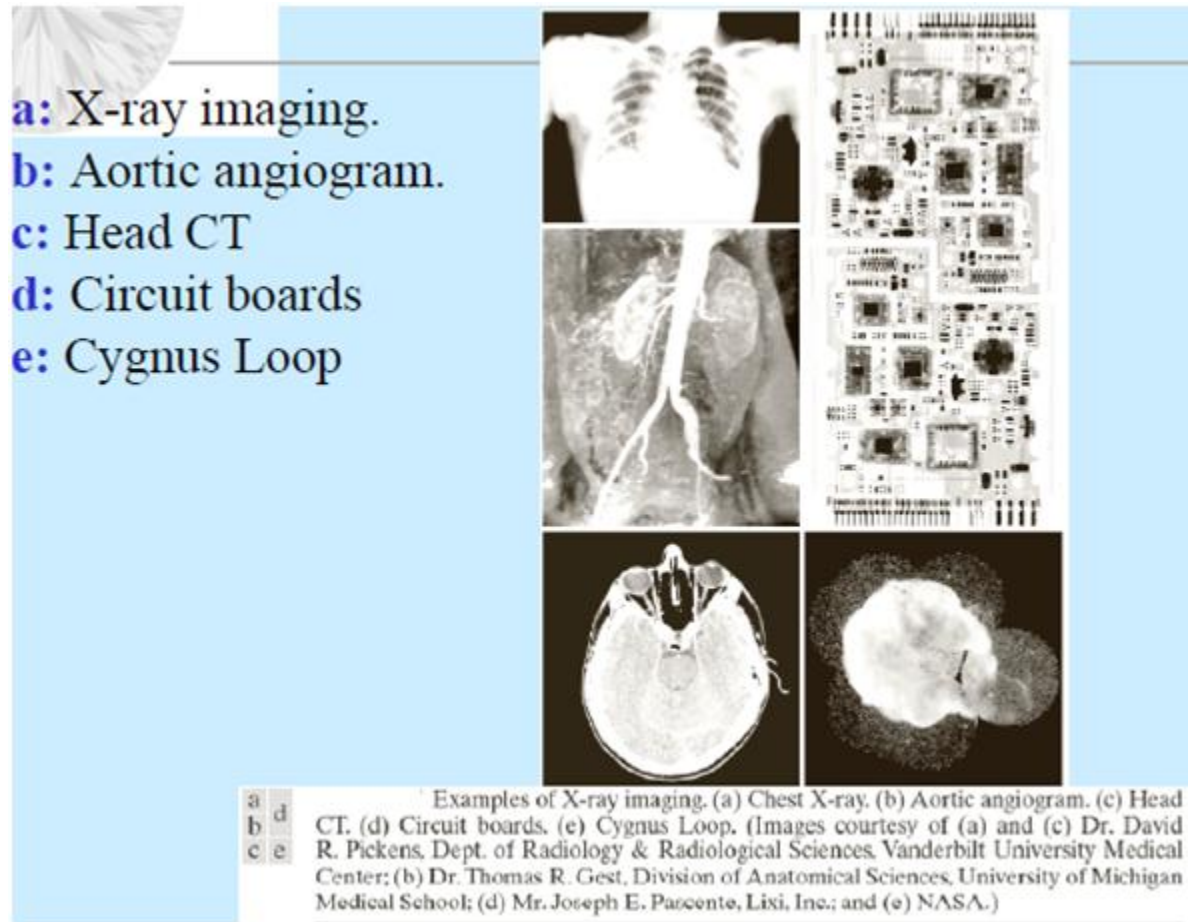 a: X-ray imaging.
b: Aortic angiogram.
c: Head CT
d: Circuit boards
e: Cygnus Loop
a
b d
c e
Examples of X-ray imaging. (a) Chest X-ray. (b) Aortic angiogram. (c) Head
CT. (d) Circuit boards. (e) Cygnus Loop. (Images courtesy of (a) and (c) Dr. David
R. Pickens, Dept. of Radiology & Radiological Sciences, Vanderbilt University Medical
Center; (b) Dr. Thomas R. Gest, Division of Anatomical Sciences, University of Michigan
Medical School; (d) Mr. Joseph E. Pascente, Lixi, Inc.; and (e) NASA.)